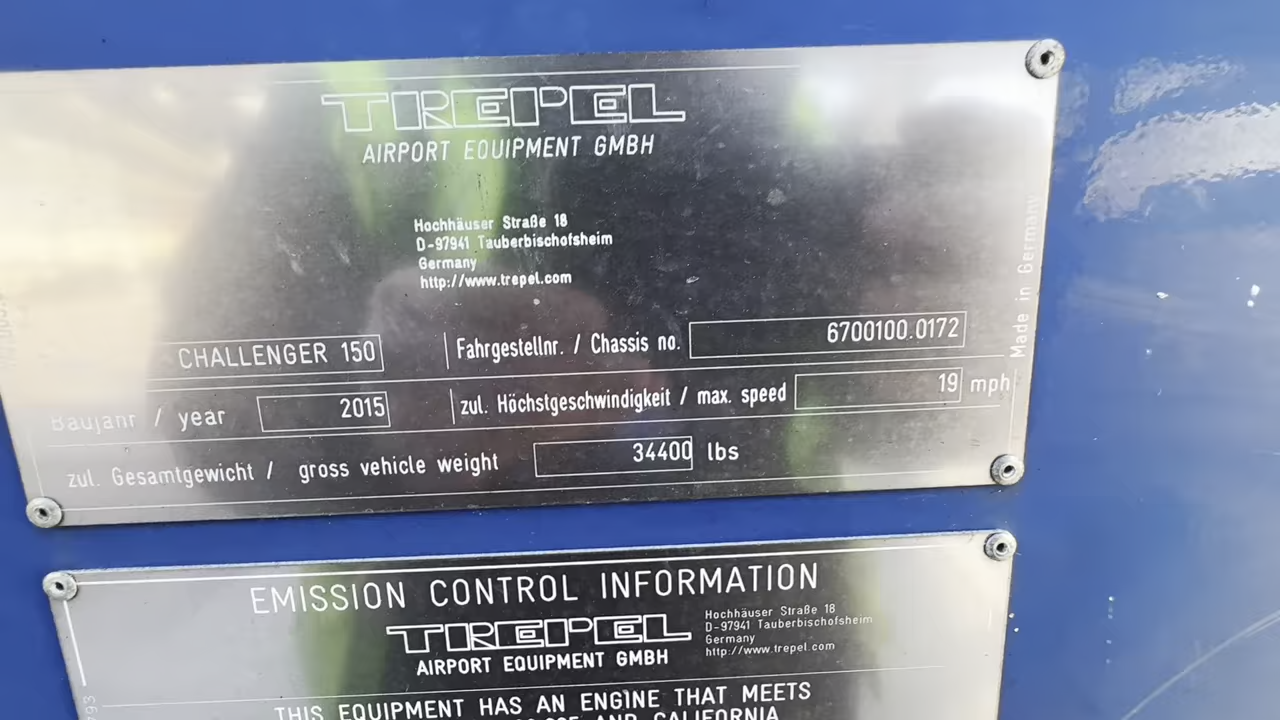 TREPEL
AIRPORT EQUIPMENT GMBH
Hochhäuser Straße 18
D-97941 Tauberbischofsheim
Germany
http://www.trepel.com
Made in Germany
CHALLENGER 150 Fahrgestellnr. / Chassis no. 6700100.0172
Baujahr / year 2015 zul. Höchstgeschwindigkeit / max. speed 19 mph
zul. Gesamtgewicht / gross vehicle weight 34400 lbs
EMISSION CONTROL INFORMATION
TREPEL
AIRPORT EQUIPMENT GMBH
Hochhäuser Straße 18
D-97941 Tauberbischofsheim
Germany
http://www.trepel.com
THIS EQUIPMENT HAS AN ENGINE THAT MEETS
AND CALIFORNIA